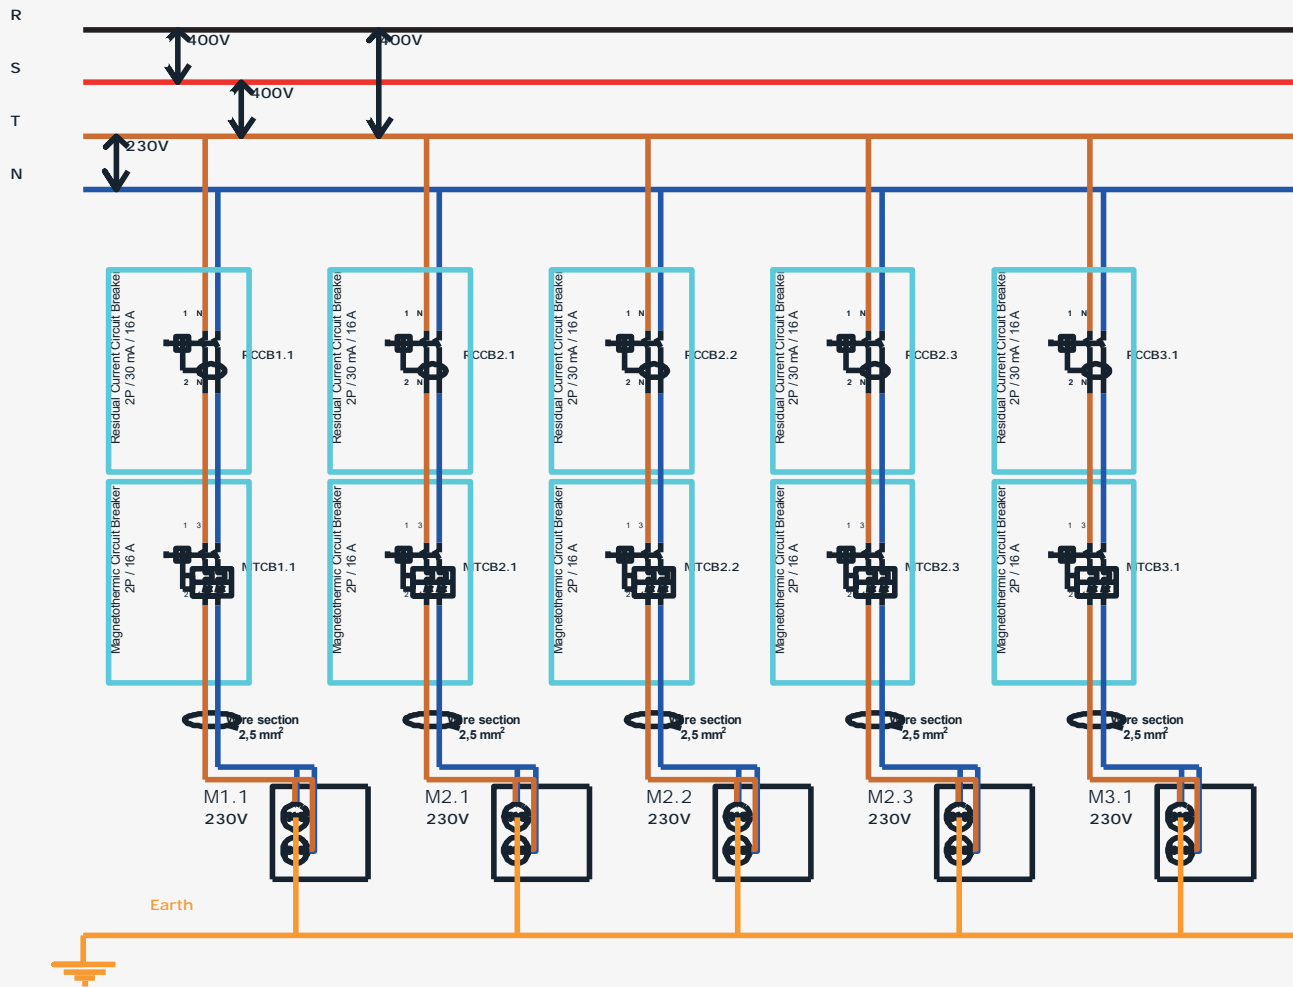 R
400V
400V
S
400V
T
230V
N
Residual Current Circuit Breaker
2P / 30 mA / 16 A
1 N
RCCB1.1
2 N
Residual Current Circuit Breaker
2P / 30 mA / 16 A
1 N
RCCB2.1
2 N
Residual Current Circuit Breaker
2P / 30 mA / 16 A
1 N
RCCB2.2
2 N
Residual Current Circuit Breaker
2P / 30 mA / 16 A
1 N
RCCB2.3
2 N
Residual Current Circuit Breaker
2P / 30 mA / 16 A
1 N
RCCB3.1
2 N
Magnetothermic Circuit Breaker
2P / 16 A
1 3
MTCB1.1
2
Magnetothermic Circuit Breaker
2P / 16 A
1 3
MTCB2.1
2
Magnetothermic Circuit Breaker
2P / 16 A
1 3
MTCB2.2
2
Magnetothermic Circuit Breaker
2P / 16 A
1 3
MTCB2.3
2
Magnetothermic Circuit Breaker
2P / 16 A
1 3
MTCB3.1
2
Wire section
2,5 mm²
Wire section
2,5 mm²
Wire section
2,5 mm²
Wire section
2,5 mm²
Wire section
2,5 mm²
M1.1
230V
M2.1
230V
M2.2
230V
M2.3
230V
M3.1
230V
Earth